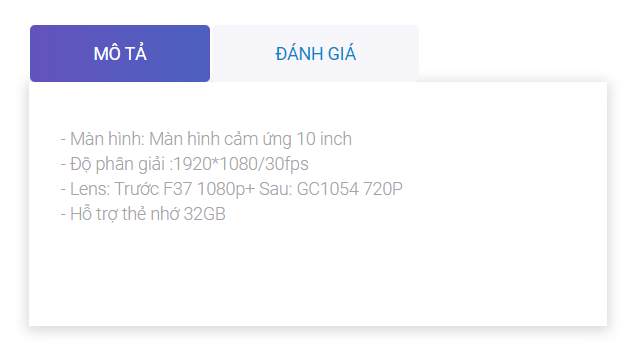 MÔ TẢ
ĐÁNH GIÁ
- Màn hình: Màn hình cảm ứng 10 inch
- Độ phân giải :1920*1080/30fps
- Lens: Trước F37 1080p+ Sau: GC1054 720P
- Hỗ trợ thẻ nhớ 32GB